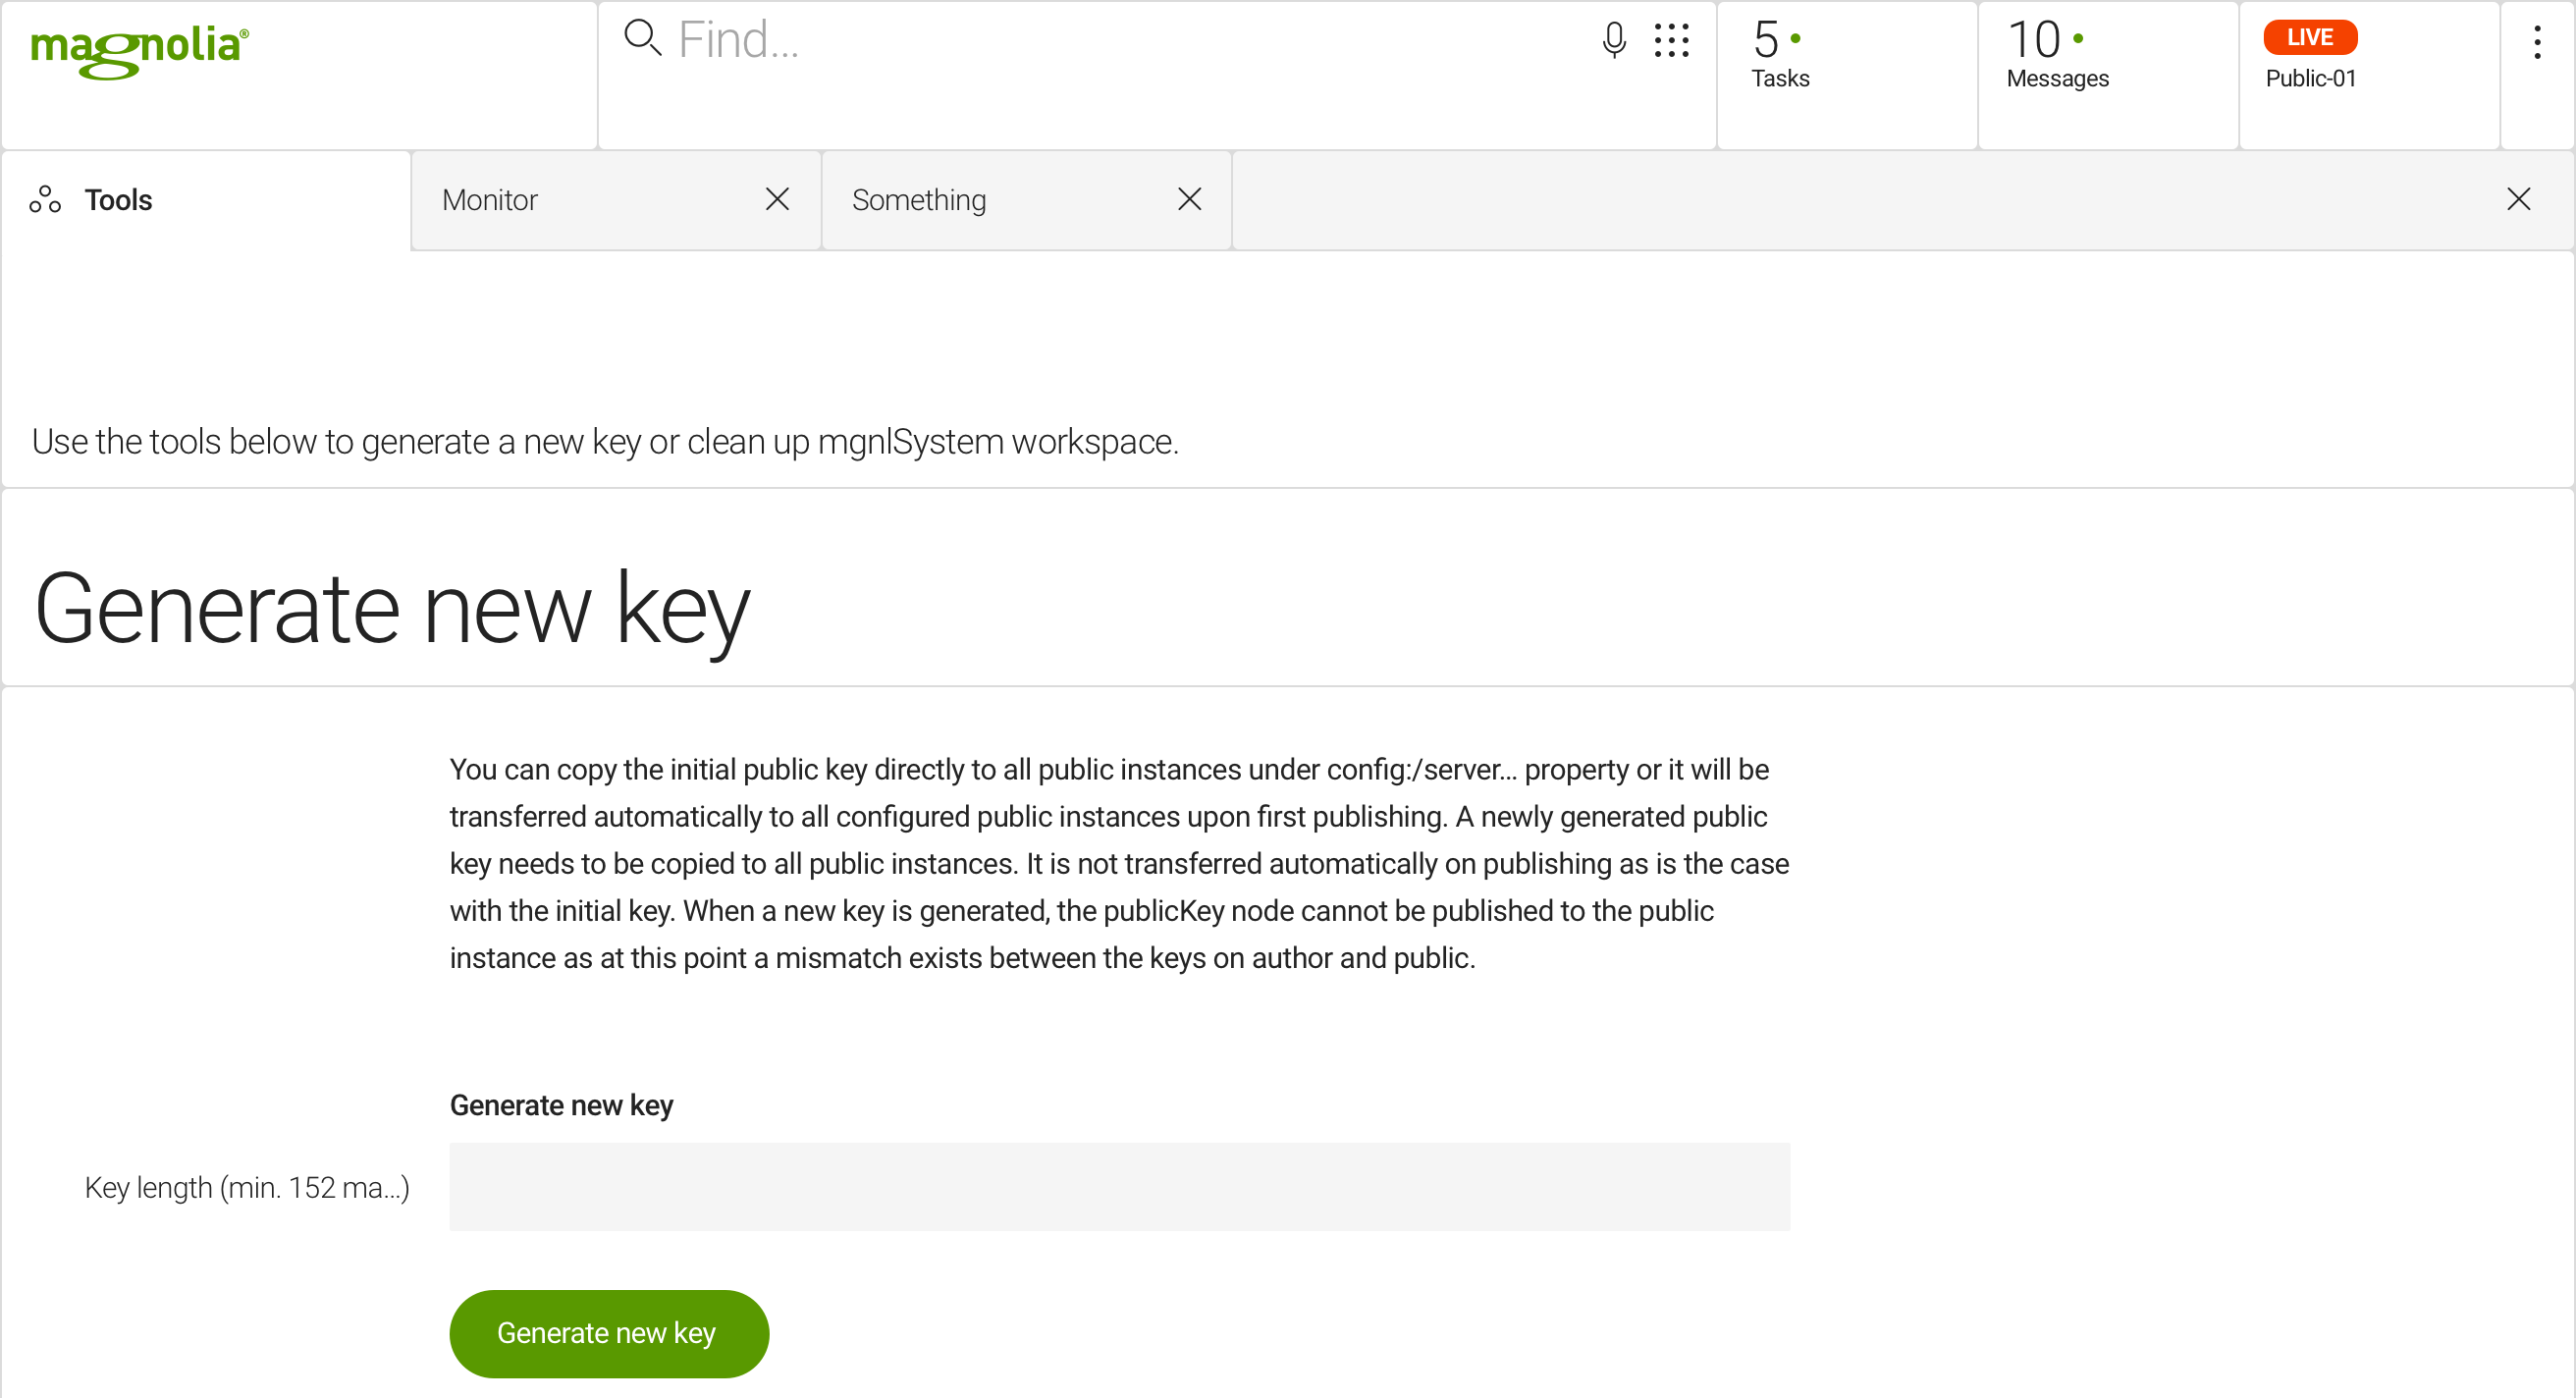 magnolia®
Find...
5
Tasks
10
Messages
LIVE
Public-01
Tools
Monitor
Something
Use the tools below to generate a new key or clean up mgnlSystem workspace.
Generate new key
You can copy the initial public key directly to all public instances under config:/server... property or it will be
transferred automatically to all configured public instances upon first publishing. A newly generated public
key needs to be copied to all public instances. It is not transferred automatically on publishing as is the case
with the initial key. When a new key is generated, the publicKey node cannot be published to the public
instance as at this point a mismatch exists between the keys on author and public.
Generate new key
Key length (min. 152 ma...)
Generate new key